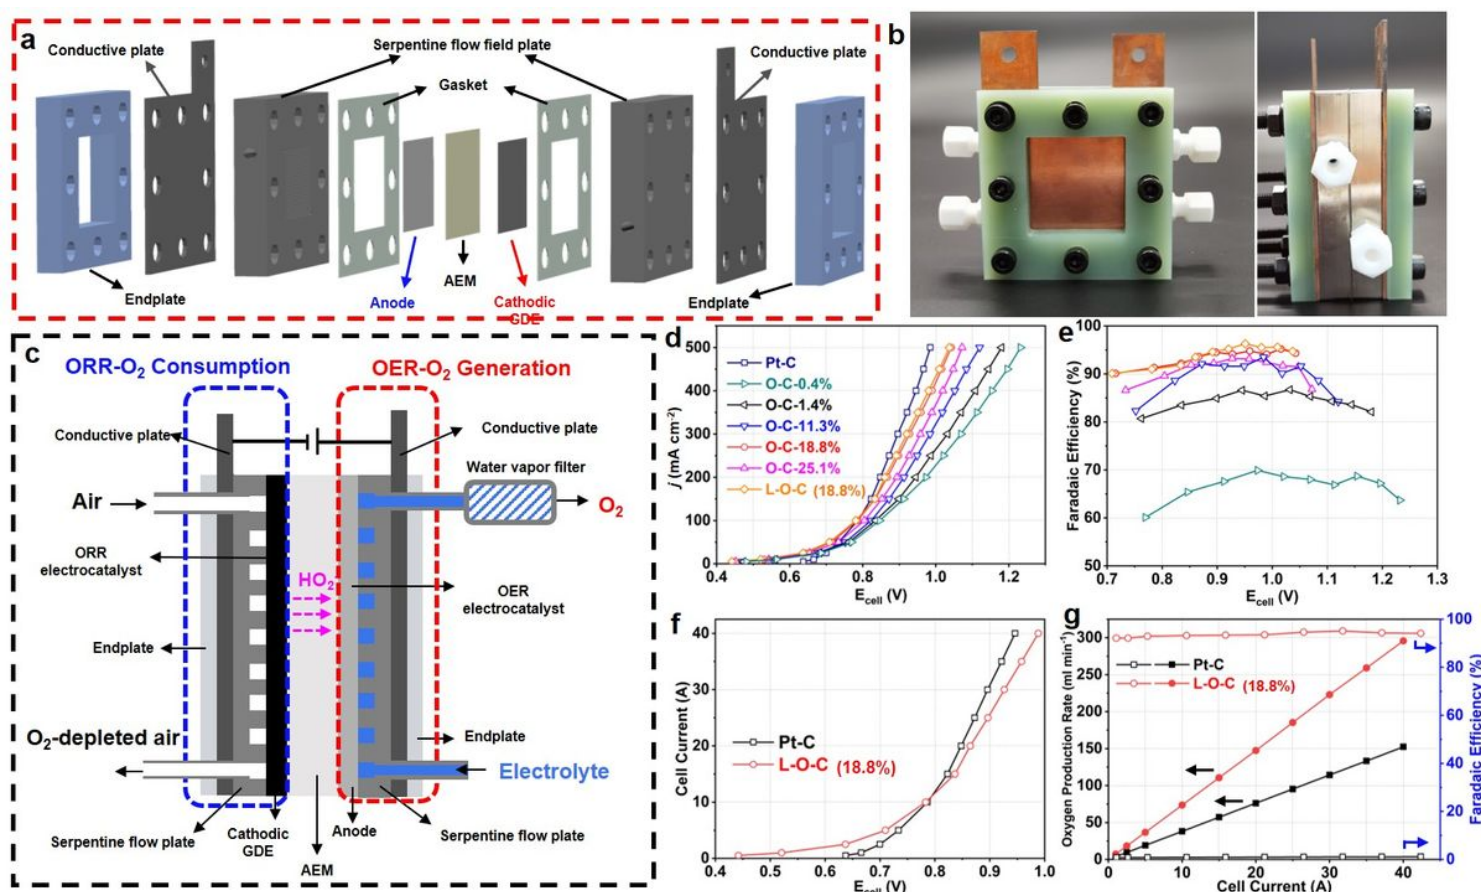 a
Conductive plate
Serpentine flow field plate
Conductive plate
Gasket
Endplate
Anode
AEM
Cathodic
GDE
Endplate
b
c
ORR-O₂ Consumption
OER-O₂ Generation
Conductive plate
Conductive plate
Water vapor filter
Air
O₂
ORR
electrocatalyst
HO₂
OER
electrocatalyst
Endplate
O₂-depleted air
Endplate
Electrolyte
Serpentine flow plate
Cathodic
GDE
Anode
Serpentine flow plate
AEM
d
500
400
300
200
100
0
j (mA cm⁻²)
Pt-C
O-C-0.4%
O-C-1.4%
O-C-11.3%
O-C-18.8%
O-C-25.1%
L-O-C (18.8%)
0.4 0.6 0.8 1.0 1.2
E_cell (V)
e
100
90
80
70
60
50
Faradaic Efficiency (%)
0.7 0.8 0.9 1.0 1.1 1.2 1.3
E_cell (V)
f
40
30
20
10
0
Cell Current (A)
Pt-C
L-O-C (18.8%)
0.4 0.5 0.6 0.7 0.8 0.9 1.0
E_cell (V)
g
300
250
200
150
100
50
0
Oxygen Production Rate (ml min⁻¹)
Pt-C
L-O-C (18.8%)
100
80
60
40
20
0
Faradaic Efficiency (%)
0 10 20 30 40
Cell Current (A)